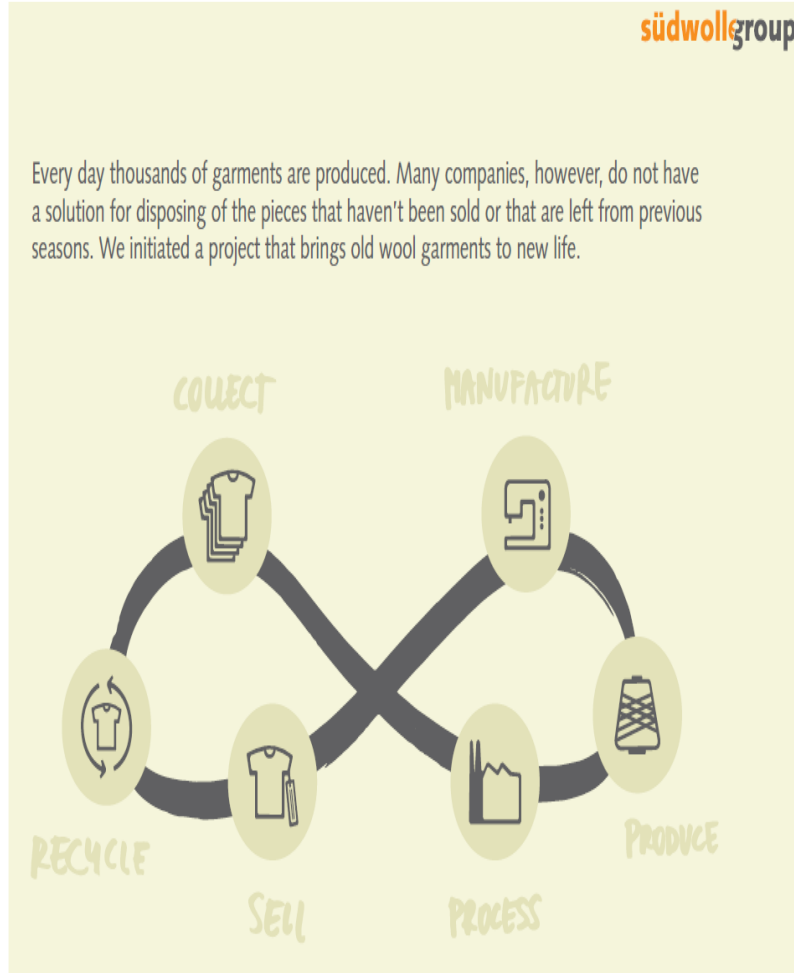 südwollegroup
Every day thousands of garments are produced. Many companies, however, do not have
a solution for disposing of the pieces that haven't been sold or that are left from previous
seasons. We initiated a project that brings old wool garments to new life.
COLLECT
MANUFACTURE
RECYCLE
PRODUCE
SELL
PROCESS